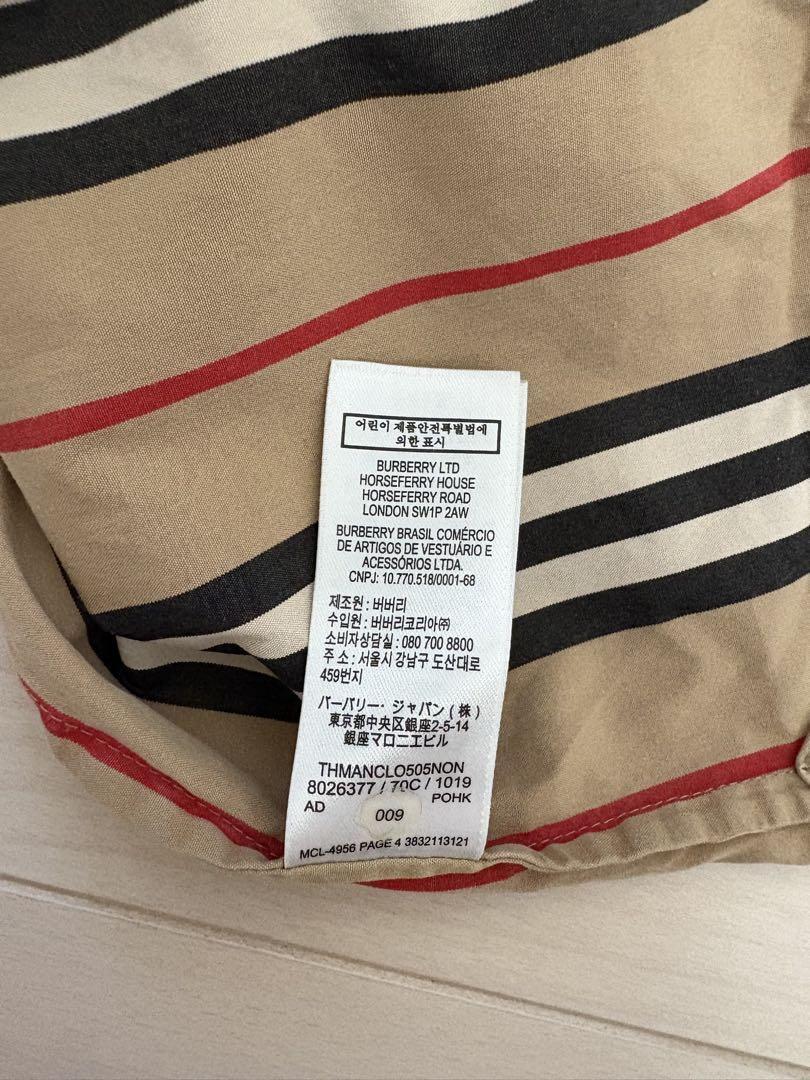 어린이 제품안전특별법에
의한 표시
BURBERRY LTD
HORSEFERRY HOUSE
HORSEFERRY ROAD
LONDON SW1P 2AW
BURBERRY BRASIL COMÉRCIO
DE ARTIGOS DE VESTUÁRIO E
ACESSÓRIOS LTDA.
CNPJ: 10.770.518/0001-68
제조원 : 버버리
수입원 : 버버리코리아㈜
소비자상담실 : 080 700 8800
주 소 : 서울시 강남구 도산대로
459번지
バーバリー・ジャパン ( 株 )
東京都中央区銀座2-5-14
銀座マロニエビル
THMANCLO505NON
8026377 / 70C / 1019
AD 009 POHK
MCL-4956 PAGE 4 3832113121